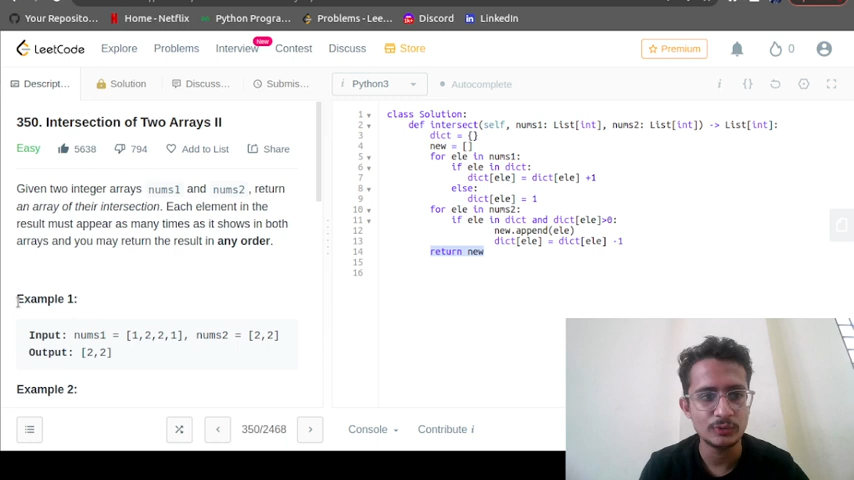 Your Reposito... Home - Netflix Python Progra... Problems - Lee... Discord LinkedIn
LeetCode Explore Problems Interview New Contest Discuss Store Premium 0
Descript... Solution Discuss... Submis... i Python3 Autocomplete i {}
350. Intersection of Two Arrays II
Easy 5638 794 Add to List Share
Given two integer arrays nums1 and nums2, return
an array of their intersection. Each element in the
result must appear as many times as it shows in both
arrays and you may return the result in any order.
Example 1:
Input: nums1 = [1,2,2,1], nums2 = [2,2]
Output: [2,2]
Example 2:
1 class Solution:
2 def intersect(self, nums1: List[int], nums2: List[int]) -> List[int]:
3 dict = {}
4 new = []
5 for ele in nums1:
6 if ele in dict:
7 dict[ele] = dict[ele] +1
8 else:
9 dict[ele] = 1
10 for ele in nums2:
11 if ele in dict and dict[ele]>0:
12 new.append(ele)
13 dict[ele] = dict[ele] -1
14 return new
15
16
350/2468 Console Contribute i